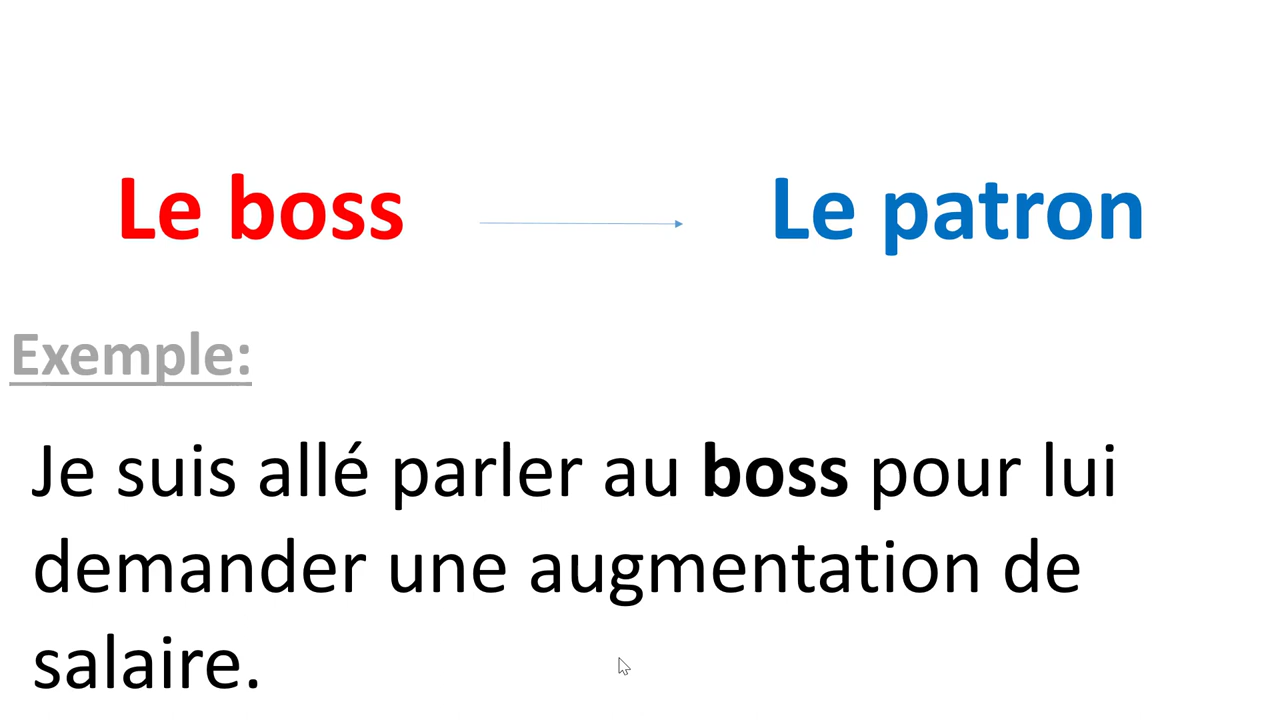 Le boss Le patron
Exemple:
Je suis allé parler au boss pour lui
demander une augmentation de
salaire.